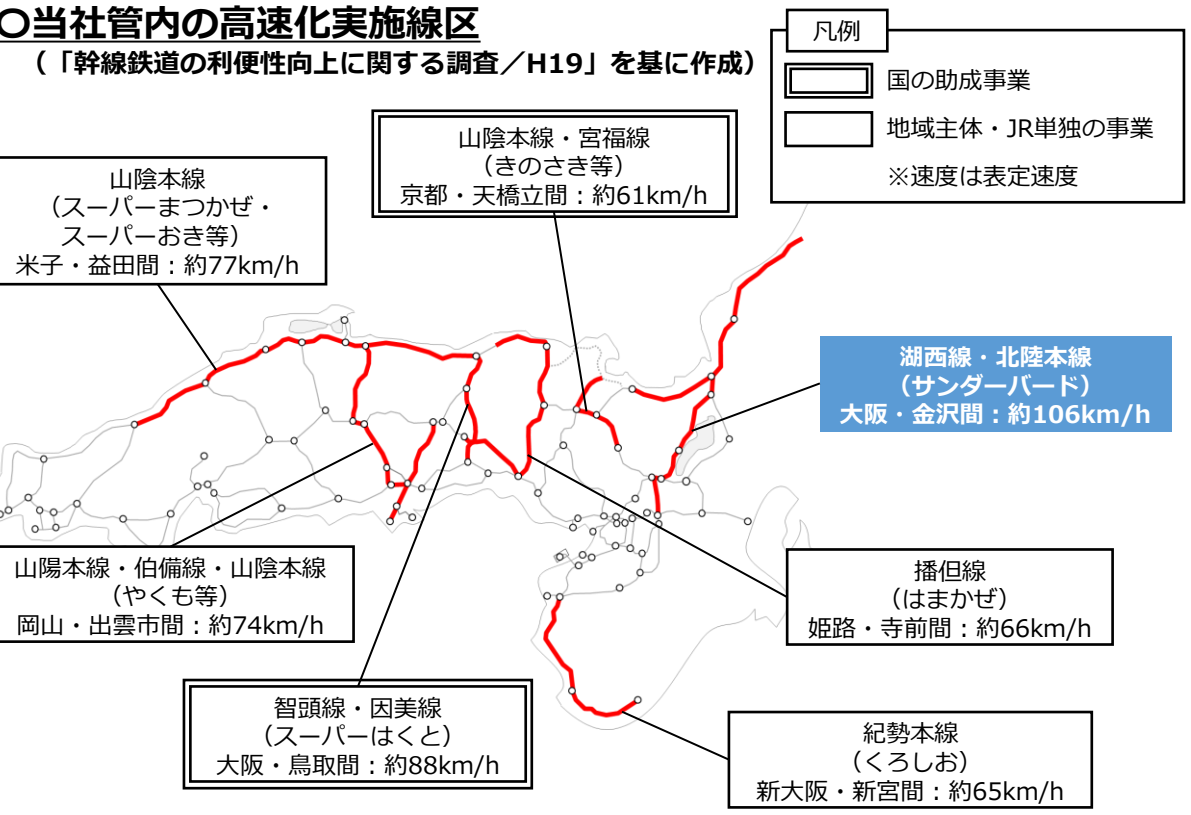 〇当社管内の高速化実施線区
（「幹線鉄道の利便性向上に関する調査／H19」を基に作成）
凡例
国の助成事業
地域主体・JR単独の事業
※速度は表定速度
山陰本線・宮福線
（きのさき等）
京都・天橋立間：約61km/h
山陰本線
（スーパーまつかぜ・
スーパーおき等）
米子・益田間：約77km/h
湖西線・北陸本線
（サンダーバード）
大阪・金沢間：約106km/h
山陽本線・伯備線・山陰本線
（やくも等）
岡山・出雲市間：約74km/h
播但線
（はまかぜ）
姫路・寺前間：約66km/h
智頭線・因美線
（スーパーはくと）
大阪・鳥取間：約88km/h
紀勢本線
（くろしお）
新大阪・新宮間：約65km/h